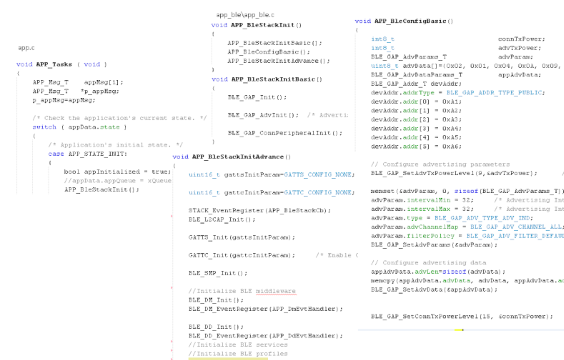 app.c
void APP_Tasks ( void )
{
APP_Msg_T appMsg[1];
APP_Msg_T *p_appMsg;
p_appMsg=appMsg;
/* Check the application's current state. */
switch ( appData.state )
{
/* Application's initial state. */
case APP_STATE_INIT:
{
bool appInitialized = true;
//appData.appQueue = xQueue
APP_BleStackInit();
app_ble\app_ble.c
void APP_BleStackInit()
{
APP_BleStackInitBasic();
APP_BleConfigBasic();
APP_BleStackInitAdvance();
}
void APP_BleStackInitBasic()
{
BLE_GAP_Init();
BLE_GAP_AdvInit(); /* Adverti
BLE_GAP_ConnPeripheralInit();
void APP_BleStackInitAdvance()
{
uint16_t gattsInitParam=GATTS_CONFIG_NONE;
uint16_t gattcInitParam=GATTC_CONFIG_NONE;
STACK_EventRegister(APP_BleStackCb);
BLE_L2CAP_Init();
GATTS_Init(gattsInitParam);
GATTC_Init(gattcInitParam); /* Enable (
BLE_SMP_Init();
//Initialize BLE middleware
BLE_DM_Init();
BLE_DM_EventRegister(APP_DmEvtHandler);
BLE_DD_Init();
BLE_DD_EventRegister(APP_DdEvtHandler);
//Initialize BLE services
//Initialize BLE profiles
void APP_BleConfigBasic()
{
int8_t connTxPower;
int8_t advTxPower;
BLE_GAP_AdvParams_T advParam;
uint8_t advData[]={0x02, 0x01, 0x04, 0x0A, 0x09,
BLE_GAP_AdvDataParams_T appAdvData;
BLE_GAP_Addr_T devAddr;
devAddr.addrType = BLE_GAP_ADDR_TYPE_PUBLIC;
devAddr.addr[0] = 0xA1;
devAddr.addr[1] = 0xA2;
devAddr.addr[2] = 0xA3;
devAddr.addr[3] = 0xA4;
devAddr.addr[4] = 0xA5;
devAddr.addr[5] = 0xA6;
// Configure advertising parameters
BLE_GAP_SetAdvTxPowerLevel(9,&advTxPower);
memset(&advParam, 0, sizeof(BLE_GAP_AdvParams_T))
advParam.intervalMin = 32; /* Advertising Int
advParam.intervalMax = 32; /* Advertising Int
advParam.type = BLE_GAP_ADV_TYPE_ADV_IND;
advParam.advChannelMap = BLE_GAP_ADV_CHANNEL_ALL;
advParam.filterPolicy = BLE_GAP_ADV_FILTER_DEFAUL
BLE_GAP_SetAdvParams(&advParam);
// Configure advertising data
appAdvData.advLen=sizeof(advData);
memcpy(appAdvData.advData, advData, appAdvData.ad
BLE_GAP_SetAdvData(&appAdvData);
BLE_GAP_SetConnTxPowerLevel(15, &connTxPower);